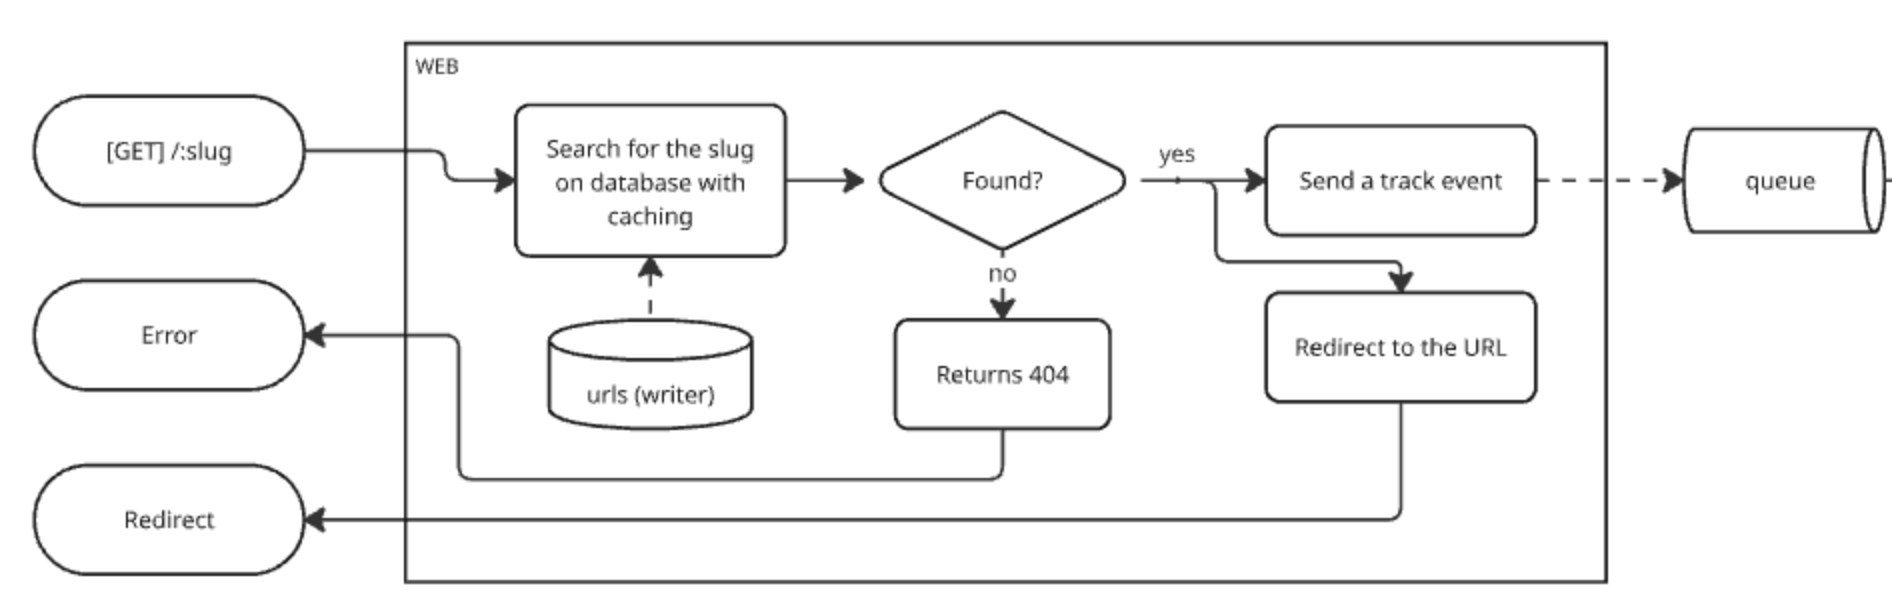 WEB
[GET] /:slug
Search for the slug
on database with
caching
Found?
yes
Send a track event
queue
no
Error
urls (writer)
Returns 404
Redirect to the URL
Redirect